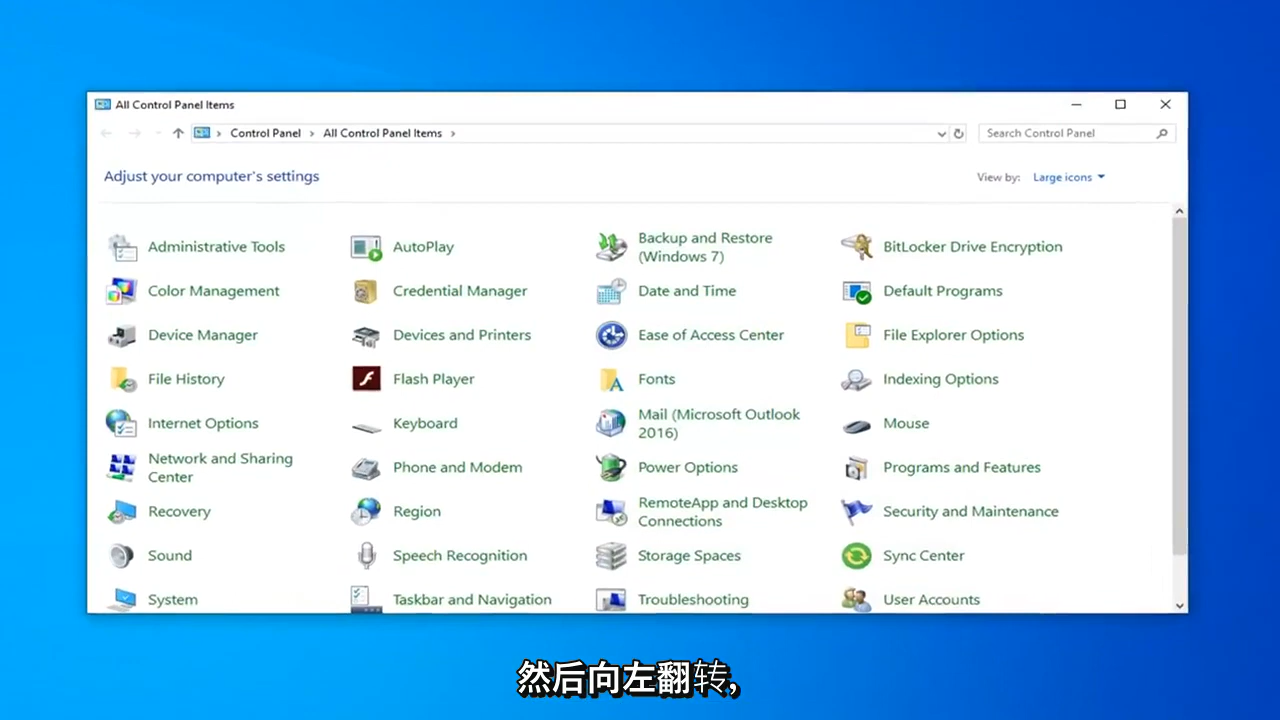 All Control Panel Items
Control Panel > All Control Panel Items >
Search Control Panel
Adjust your computer's settings
View by: Large icons
Administrative Tools
AutoPlay
Backup and Restore
(Windows 7)
BitLocker Drive Encryption
Color Management
Credential Manager
Date and Time
Default Programs
Device Manager
Devices and Printers
Ease of Access Center
File Explorer Options
File History
Flash Player
Fonts
Indexing Options
Internet Options
Keyboard
Mail (Microsoft Outlook
2016)
Mouse
Network and Sharing
Center
Phone and Modem
Power Options
Programs and Features
Recovery
Region
RemoteApp and Desktop
Connections
Security and Maintenance
Sound
Speech Recognition
Storage Spaces
Sync Center
System
Taskbar and Navigation
Troubleshooting
User Accounts
然后向左翻转,